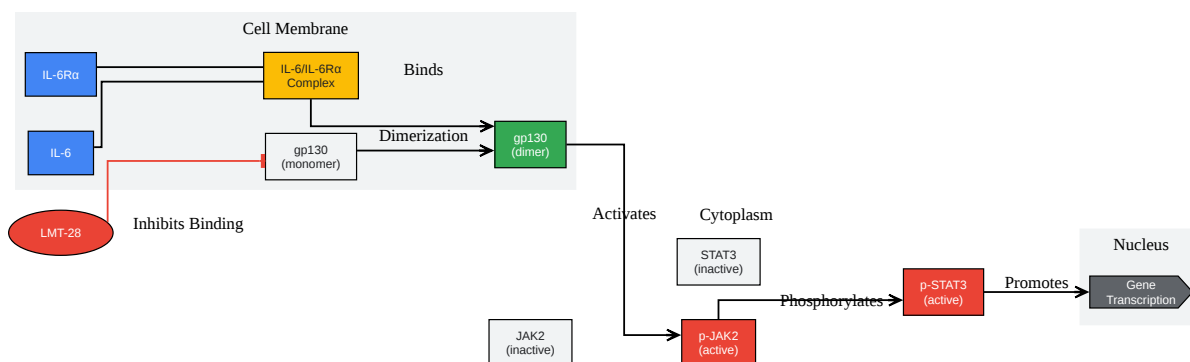 Cell Membrane
IL-6Rα
IL-6/IL-6Rα
Complex
Binds
IL-6
gp130
(monomer)
Dimerization
gp130
(dimer)
LMT-28
Inhibits Binding
Activates
Cytoplasm
STAT3
(inactive)
Nucleus
p-STAT3
(active)
Promotes
Gene
Transcription
Phosphorylates
JAK2
(inactive)
p-JAK2
(active)